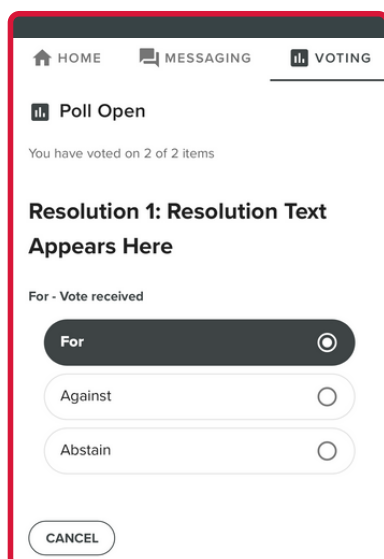 HOME MESSAGING VOTING
Poll Open
You have voted on 2 of 2 items
Resolution 1: Resolution Text
Appears Here
For - Vote received
For
Against
Abstain
CANCEL